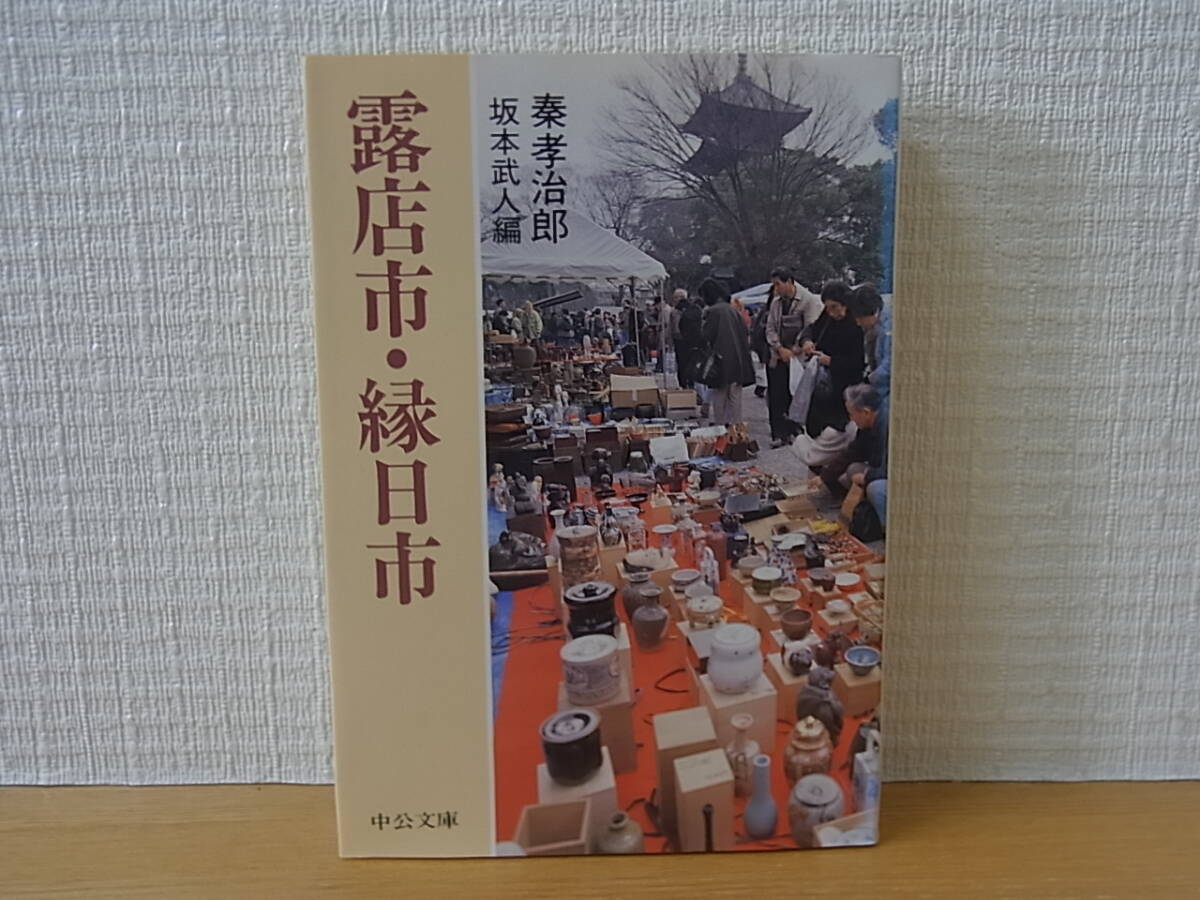 露店市・縁日市
秦孝治郎
坂本武人編
中公文庫